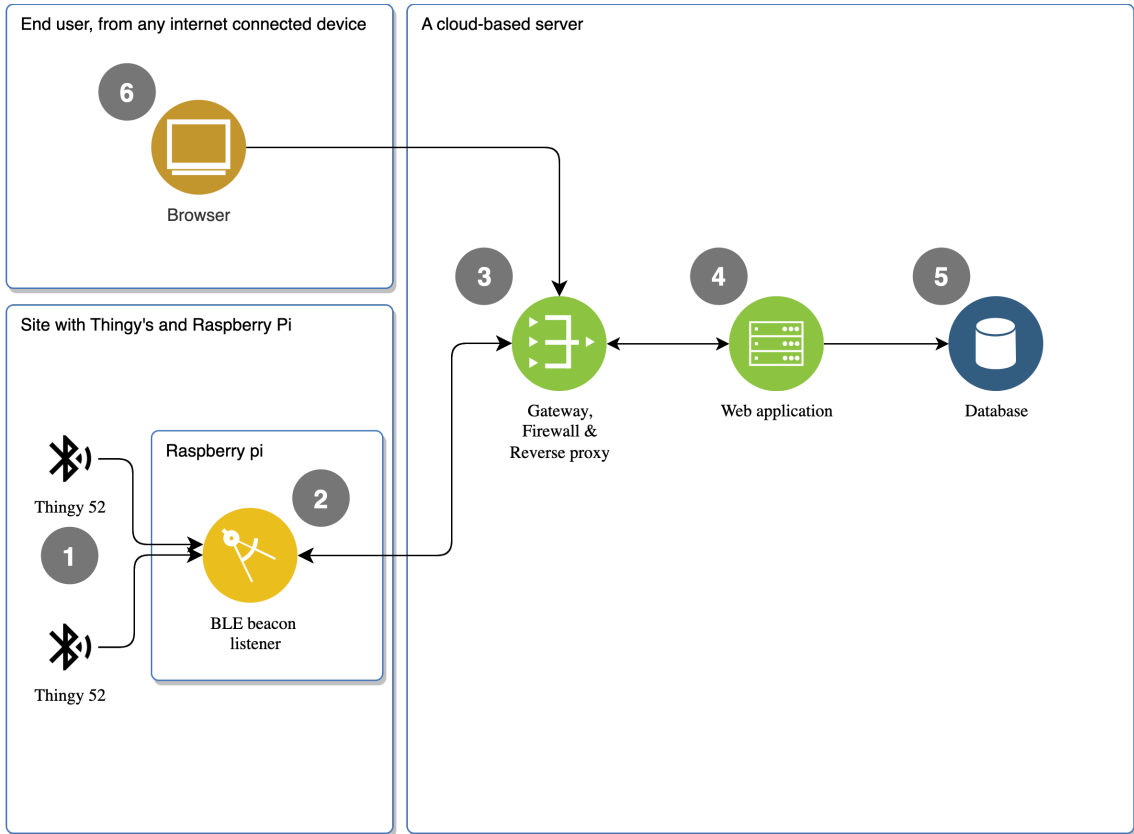 End user, from any internet connected device
6
Browser
A cloud-based server
3
Gateway,
Firewall &
Reverse proxy
4
Web application
5
Database
Site with Thingy's and Raspberry Pi
Thingy 52
1
Thingy 52
Raspberry pi
2
BLE beacon
listener